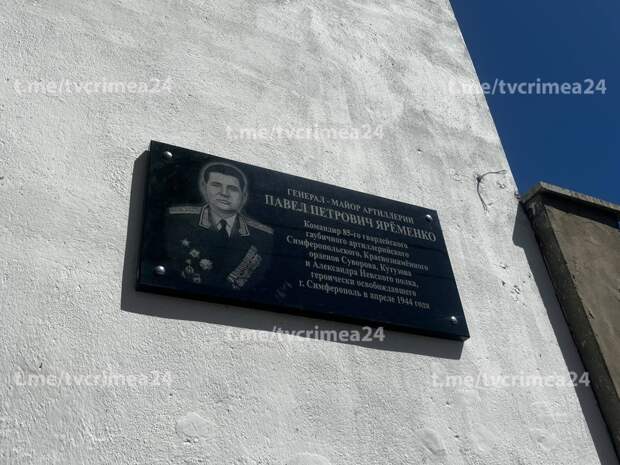 t.me/tvcrimea24
t.me/tvcrimea24
t.me/tvcrimea24
ГЕНЕРАЛ - МАЙОР АРТИЛЛЕРИИ
ПАВЕЛ ПЕТРОВИЧ ЯРЁМЕНКО
Командир 85-го гвардейского
гаубичного артиллерийского
Симферопольского, Краснознамённого
орденов Суворова, Кутузова
и Александра Невского полка,
героически освобождавшего
г. Симферополь в апреле 1944 года
t.me/tvcrimea24
t.me/tvcrimea24
t.me/tvcrimea24